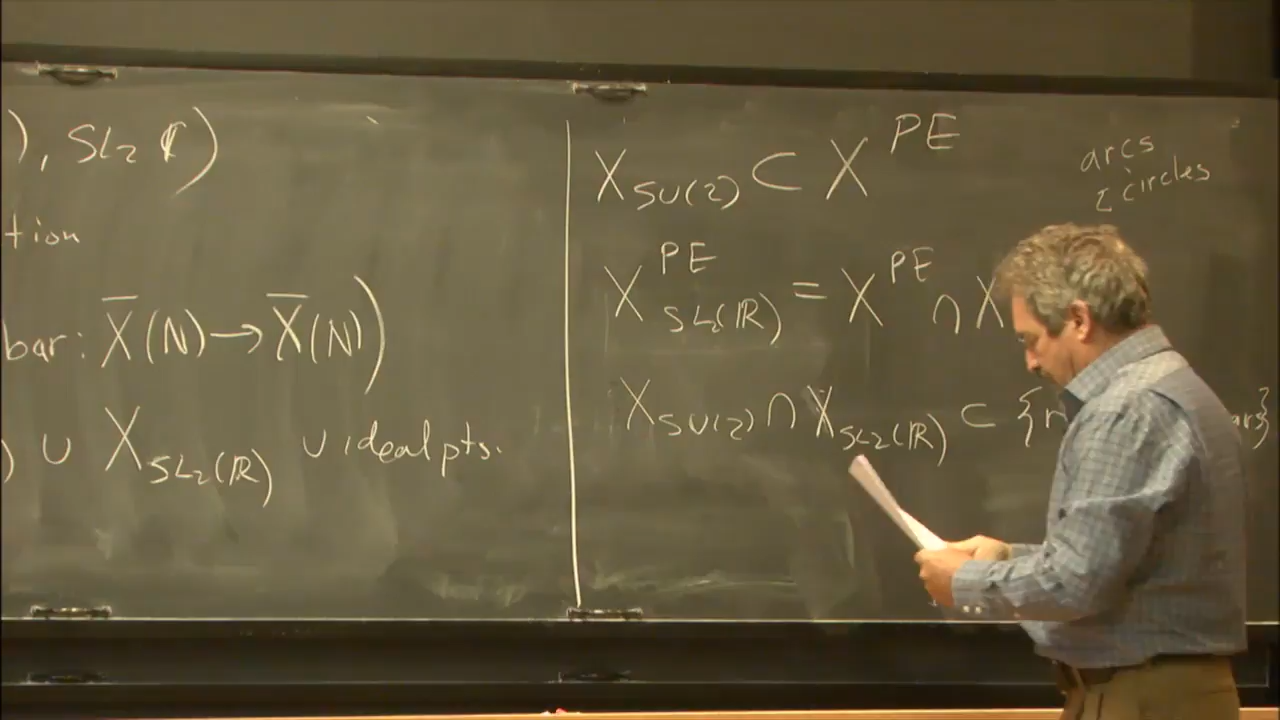 ), SL₂ ℂ)
tion
bar: X̄(N) → X̄(N))
) ∪ X_{SL₂(ℝ)} ∪ ideal pts.
X_{SU(2)} ⊂ X^{PE}
arcs
circles
X^{PE}_{SL₂(ℝ)} = X^{PE} ∩ X
X_{SU(2)} ∩ X_{SL₂(ℝ)} ⊂ {r ars}